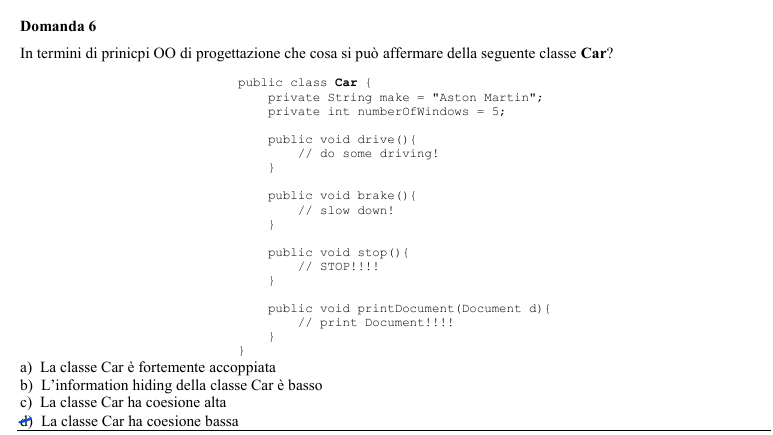 Domanda 6
In termini di prinicpi OO di progettazione che cosa si può affermare della seguente classe Car?
public class Car {
private String make = "Aston Martin";
private int numberOfWindows = 5;
public void drive(){
// do some driving!
}
public void brake(){
// slow down!
}
public void stop(){
// STOP!!!!
}
public void printDocument(Document d){
// print Document!!!!
}
}
a) La classe Car è fortemente accoppiata
b) L'information hiding della classe Car è basso
c) La classe Car ha coesione alta
d) La classe Car ha coesione bassa